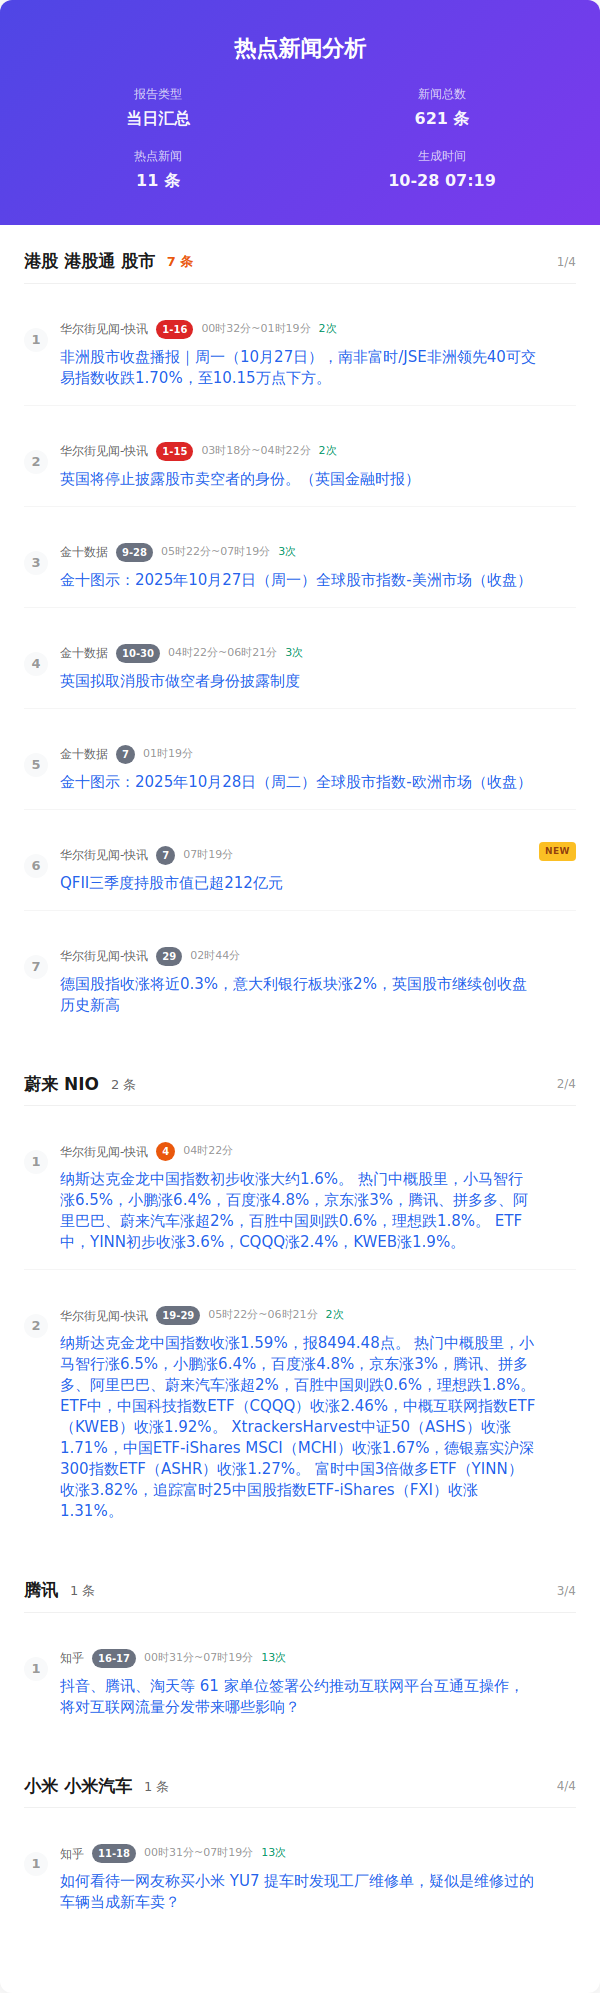 热点新闻分析
报告类型
当日汇总
新闻总数
621 条
热点新闻
11 条
生成时间
10-28 07:19
港股 港股通 股市 7 条 1/4
1
华尔街见闻-快讯 1-16 00时32分~01时19分 2次
非洲股市收盘播报｜周一（10月27日），南非富时/JSE非洲领先40可交
易指数收跌1.70%，至10.15万点下方。
2
华尔街见闻-快讯 1-15 03时18分~04时22分 2次
英国将停止披露股市卖空者的身份。（英国金融时报）
3
金十数据 9-28 05时22分~07时19分 3次
金十图示：2025年10月27日（周一）全球股市指数-美洲市场（收盘）
4
金十数据 10-30 04时22分~06时21分 3次
英国拟取消股市做空者身份披露制度
5
金十数据 7 01时19分
金十图示：2025年10月28日（周二）全球股市指数-欧洲市场（收盘）
6
华尔街见闻-快讯 7 07时19分 NEW
QFII三季度持股市值已超212亿元
7
华尔街见闻-快讯 29 02时44分
德国股指收涨将近0.3%，意大利银行板块涨2%，英国股市继续创收盘
历史新高
蔚来 NIO 2 条 2/4
1
华尔街见闻-快讯 4 04时22分
纳斯达克金龙中国指数初步收涨大约1.6%。 热门中概股里，小马智行
涨6.5%，小鹏涨6.4%，百度涨4.8%，京东涨3%，腾讯、拼多多、阿
里巴巴、蔚来汽车涨超2%，百胜中国则跌0.6%，理想跌1.8%。 ETF
中，YINN初步收涨3.6%，CQQQ涨2.4%，KWEB涨1.9%。
2
华尔街见闻-快讯 19-29 05时22分~06时21分 2次
纳斯达克金龙中国指数收涨1.59%，报8494.48点。 热门中概股里，小
马智行涨6.5%，小鹏涨6.4%，百度涨4.8%，京东涨3%，腾讯、拼多
多、阿里巴巴、蔚来汽车涨超2%，百胜中国则跌0.6%，理想跌1.8%。
ETF中，中国科技指数ETF（CQQQ）收涨2.46%，中概互联网指数ETF
（KWEB）收涨1.92%。 XtrackersHarvest中证50（ASHS）收涨
1.71%，中国ETF-iShares MSCI（MCHI）收涨1.67%，德银嘉实沪深
300指数ETF（ASHR）收涨1.27%。 富时中国3倍做多ETF（YINN）
收涨3.82%，追踪富时25中国股指数ETF-iShares（FXI）收涨
1.31%。
腾讯 1 条 3/4
1
知乎 16-17 00时31分~07时19分 13次
抖音、腾讯、淘天等 61 家单位签署公约推动互联网平台互通互操作，
将对互联网流量分发带来哪些影响？
小米 小米汽车 1 条 4/4
1
知乎 11-18 00时31分~07时19分 13次
如何看待一网友称买小米 YU7 提车时发现工厂维修单，疑似是维修过的
车辆当成新车卖？